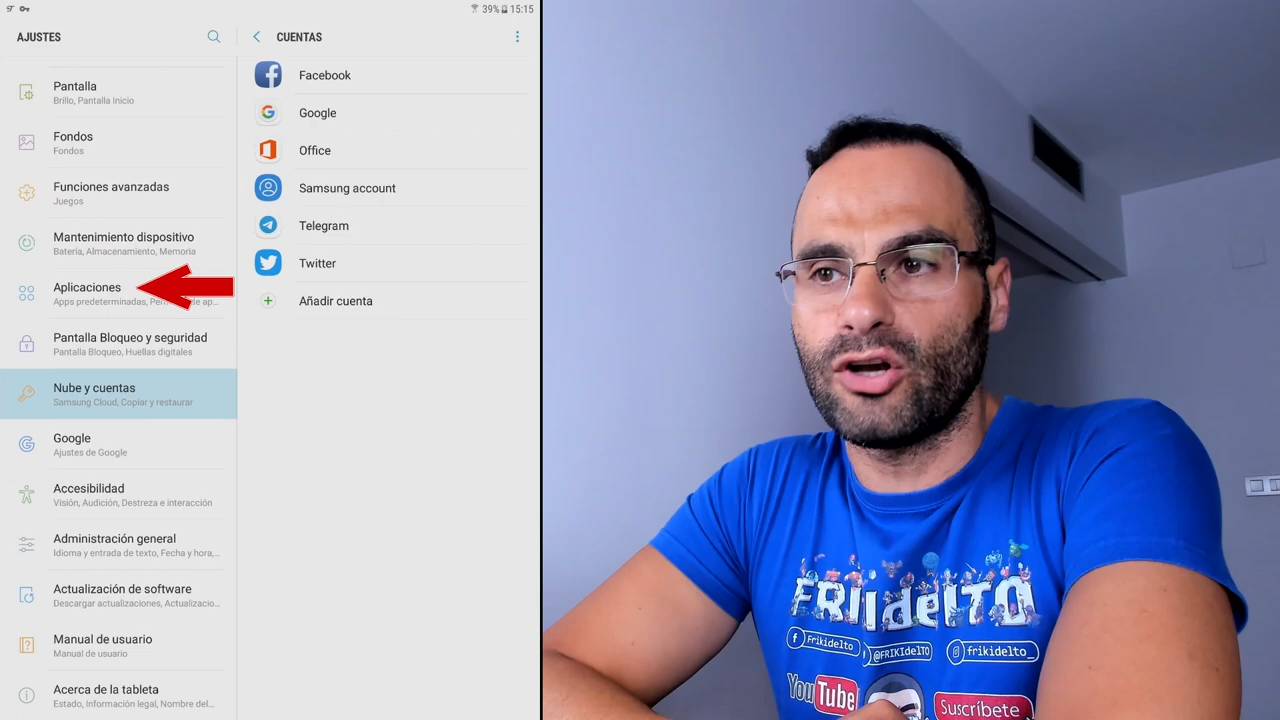 39% 15:15
AJUSTES
Pantalla
Brillo, Pantalla Inicio
Fondos
Fondos
Funciones avanzadas
Juegos
Mantenimiento dispositivo
Batería, Almacenamiento, Memoria
Aplicaciones
Apps predeterminadas, Permisos de ap...
Pantalla Bloqueo y seguridad
Pantalla Bloqueo, Huellas digitales
Nube y cuentas
Samsung Cloud, Copiar y restaurar
Google
Ajustes de Google
Accesibilidad
Visión, Audición, Destreza e interacción
Administración general
Idioma y entrada de texto, Fecha y hora,...
Actualización de software
Descargar actualizaciones, Actualizacio...
Manual de usuario
Manual de usuario
Acerca de la tableta
Estado, Información legal, Nombre del...
CUENTAS
Facebook
Google
Office
Samsung account
Telegram
Twitter
Añadir cuenta
FRIKIdelTO
Frikidelto
@FRIKIdelTO
frikidelto_
YouTube
Suscríbete